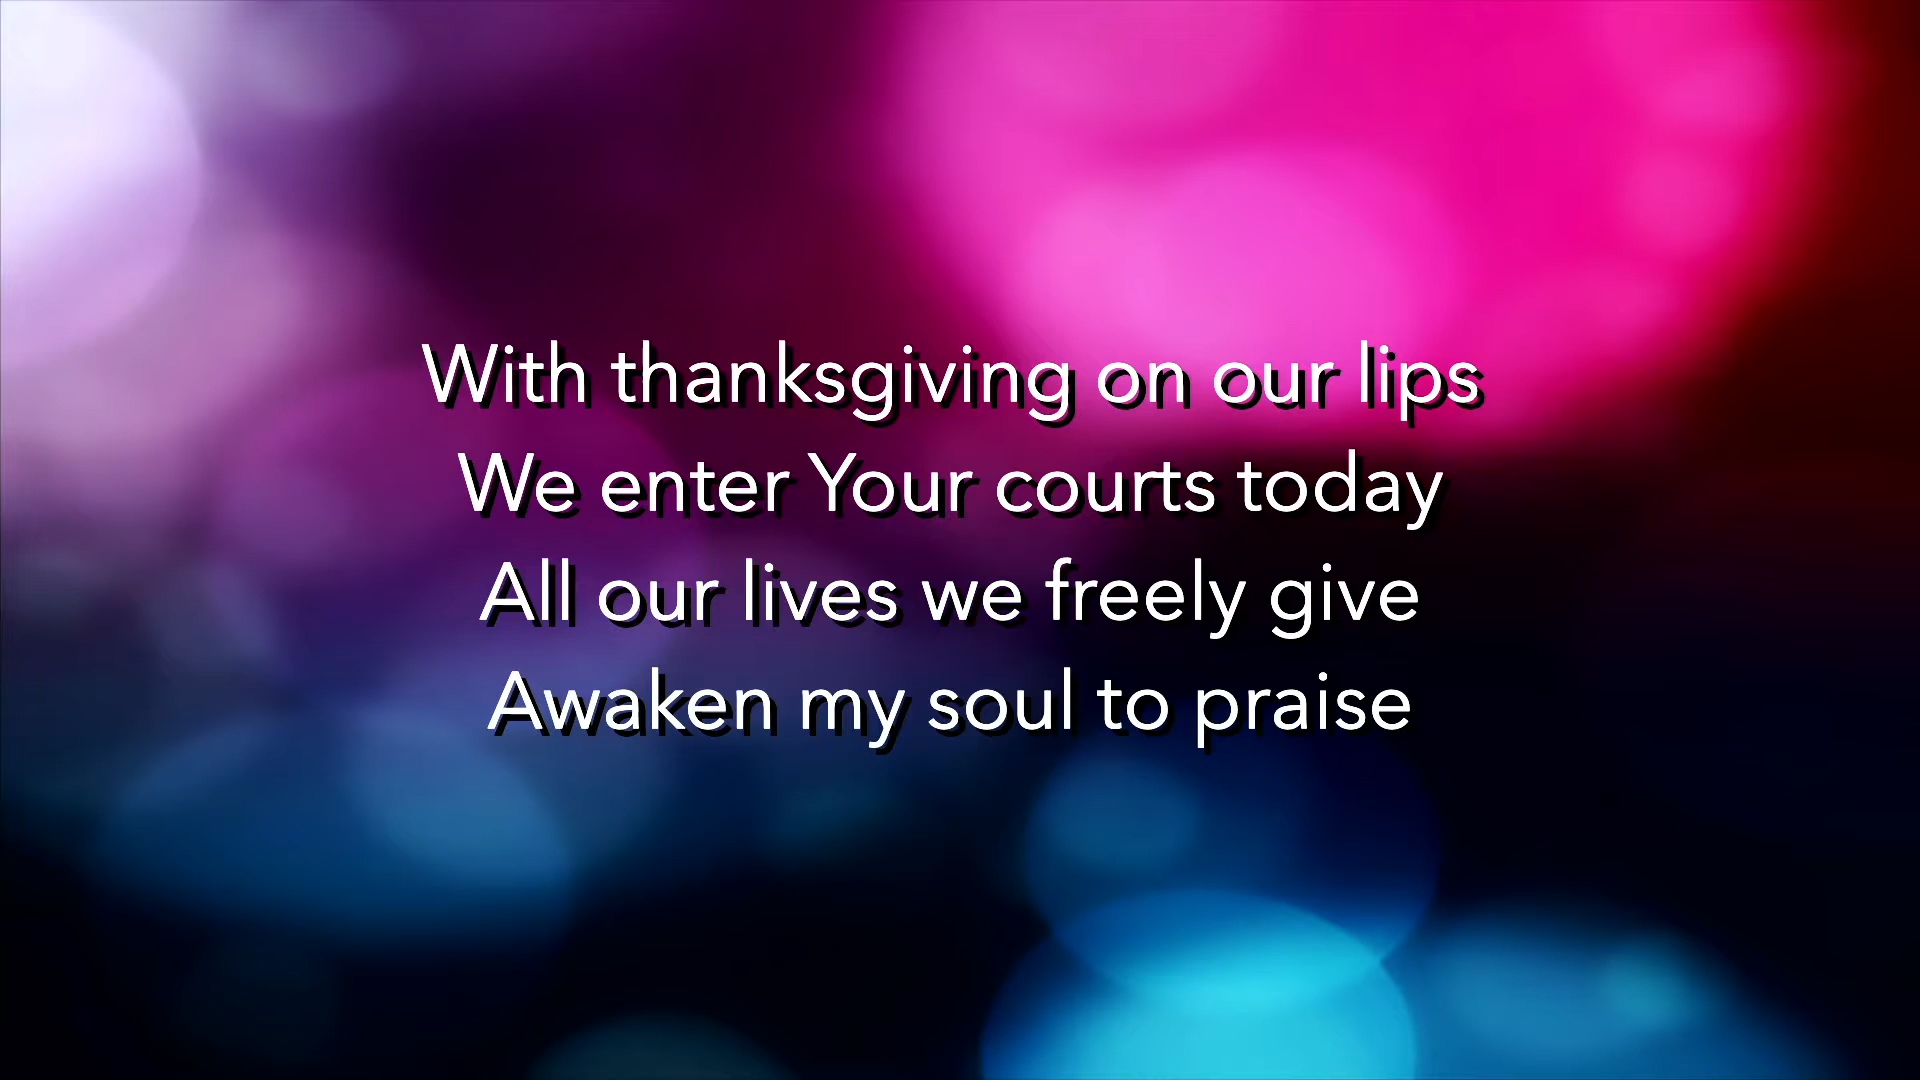 With thanksgiving on our lips
We enter Your courts today
All our lives we freely give
Awaken my soul to praise